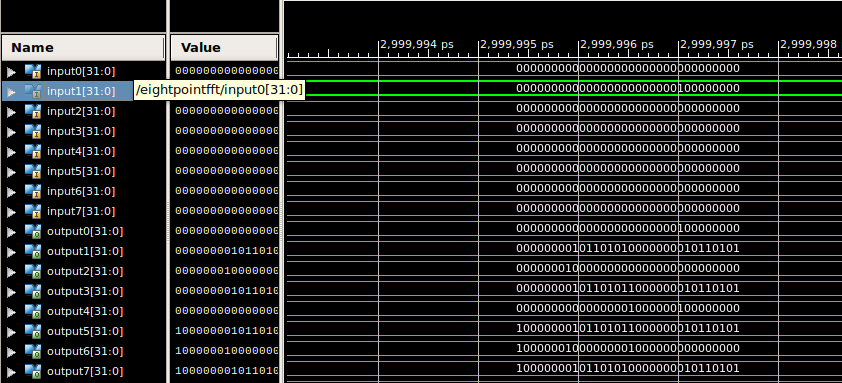 Name Value 2,999,994 ps 2,999,995 ps 2,999,996 ps 2,999,997 ps 2,999,998
input0[31:0] 000000000000000 00000000000000000000000000000000
input1[31:0] /eightpointfft/input0[31:0] 00000000000000000000000100000000
input2[31:0] 000000000000000 00000000000000000000000000000000
input3[31:0] 000000000000000 00000000000000000000000000000000
input4[31:0] 000000000000000 00000000000000000000000000000000
input5[31:0] 000000000000000 00000000000000000000000000000000
input6[31:0] 000000000000000 00000000000000000000000000000000
input7[31:0] 000000000000000 00000000000000000000000000000000
output0[31:0] 000000000000000 00000000000000000000000100000000
output1[31:0] 000000001011010 00000000101101010000000010110101
output2[31:0] 000000010000000 00000001000000000000000000000000
output3[31:0] 000000001011010 00000000101101011000000010110101
output4[31:0] 000000000000000 00000000000000001000000100000000
output5[31:0] 100000001011010 10000000101101011000000010110101
output6[31:0] 100000010000000 10000001000000001000000000000000
output7[31:0] 100000001011010 10000000101101010000000010110101